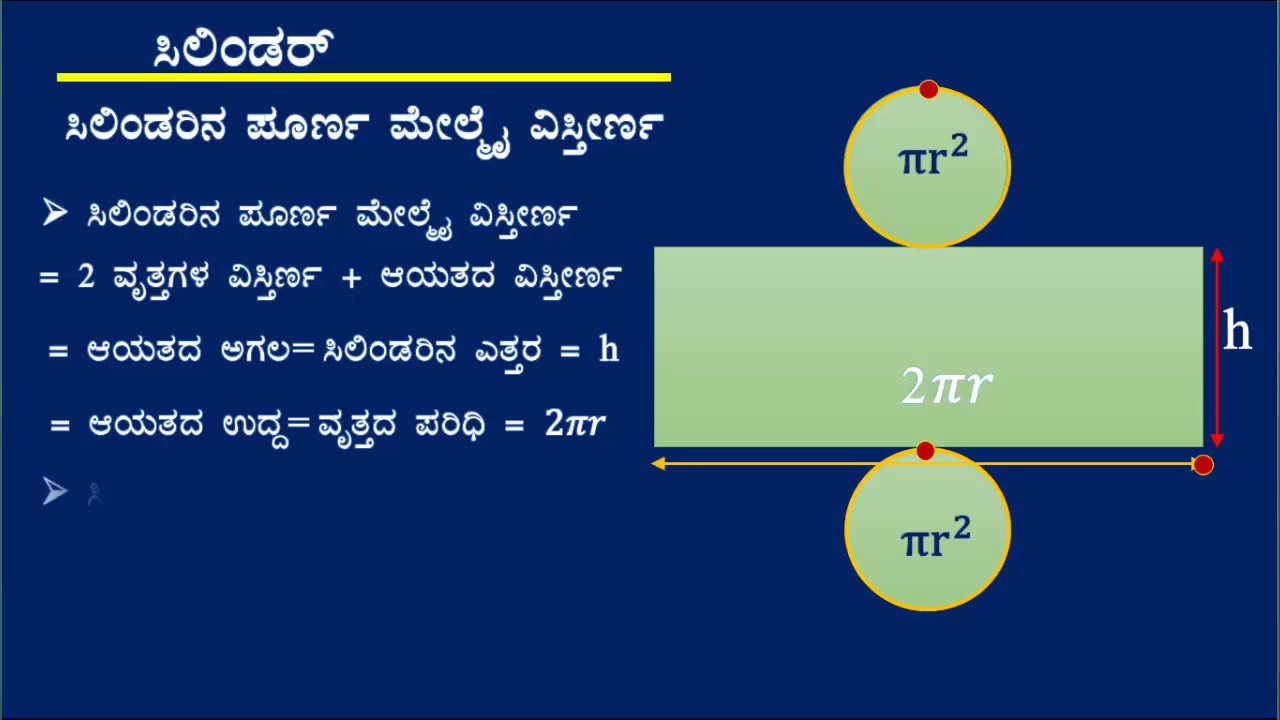 ಸಿಲಿಂಡರ್
ಸಿಲಿಂಡರಿನ ಪೂರ್ಣ ಮೇಲ್ಮೈ ವಿಸ್ತೀರ್ಣ
➢ ಸಿಲಿಂಡರಿನ ಪೂರ್ಣ ಮೇಲ್ಮೈ ವಿಸ್ತೀರ್ಣ
= 2 ವೃತ್ತಗಳ ವಿಸ್ತಿರ್ಣ + ಆಯತದ ವಿಸ್ತೀರ್ಣ
= ಆಯತದ ಅಗಲ= ಸಿಲಿಂಡರಿನ ಎತ್ತರ = h
= ಆಯತದ ಉದ್ದ= ವೃತ್ತದ ಪರಿಧಿ = 2πr
πr²
h
2πr
πr²